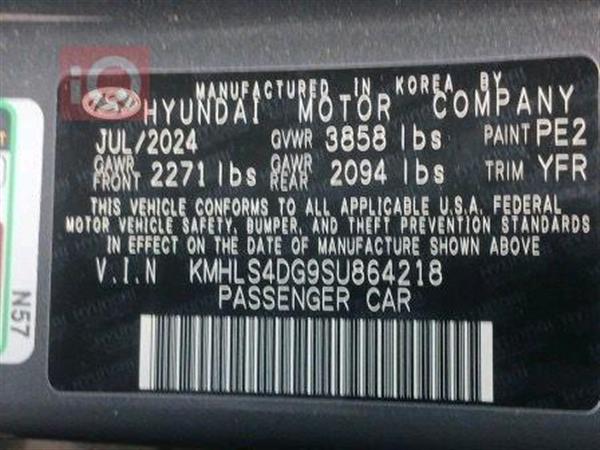 iQ
MANUFACTURED IN KOREA BY
HYUNDAI MOTOR COMPANY
JUL/2024 GVWR 3858 lbs PAINT PE2
GAWR FRONT 2271 lbs GAWR REAR 2094 lbs TRIM YFR
THIS VEHICLE CONFORMS TO ALL APPLICABLE U.S.A. FEDERAL
MOTOR VEHICLE SAFETY, BUMPER, AND THEFT PREVENTION STANDARDS
IN EFFECT ON THE DATE OF MANUFACTURE SHOWN ABOVE
V.I.N KMHLS4DG9SU864218
PASSENGER CAR
N57